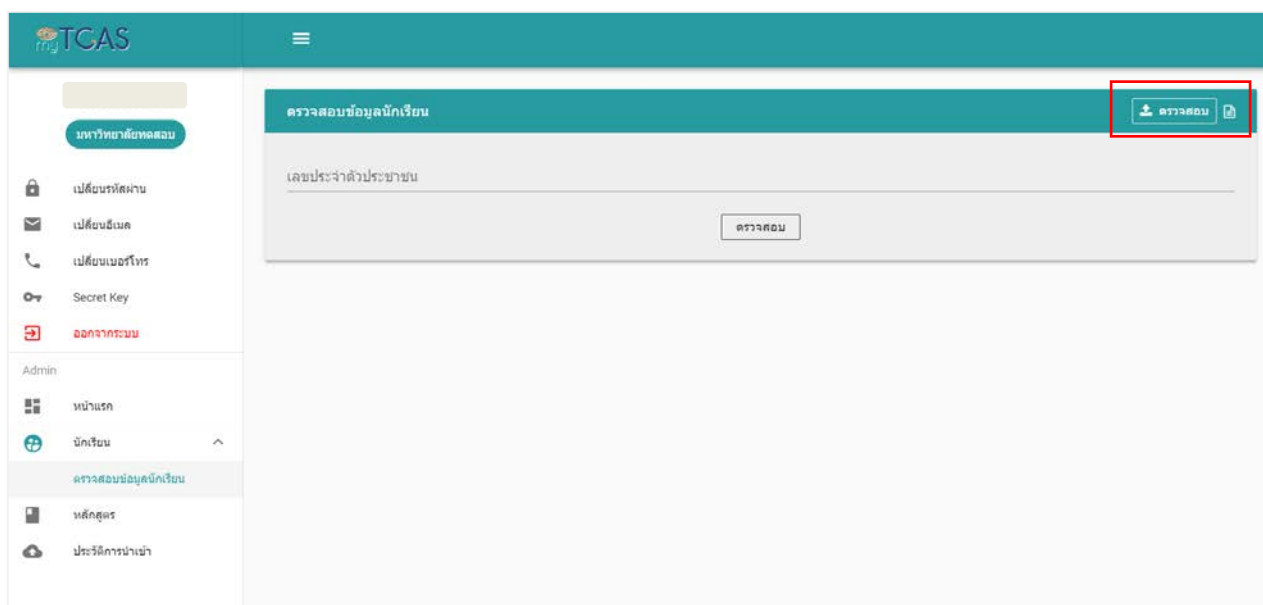 myTCAS
มหาวิทยาลัยทดสอบ
เปลี่ยนรหัสผ่าน
เปลี่ยนอีเมล
เปลี่ยนเบอร์โทร
Secret Key
ออกจากระบบ
Admin
หน้าแรก
นักเรียน
ตรวจสอบข้อมูลนักเรียน
หลักสูตร
ประวัติการนำเข้า
ตรวจสอบข้อมูลนักเรียน
ตรวจสอบ
เลขประจำตัวประชาชน
ตรวจสอบ